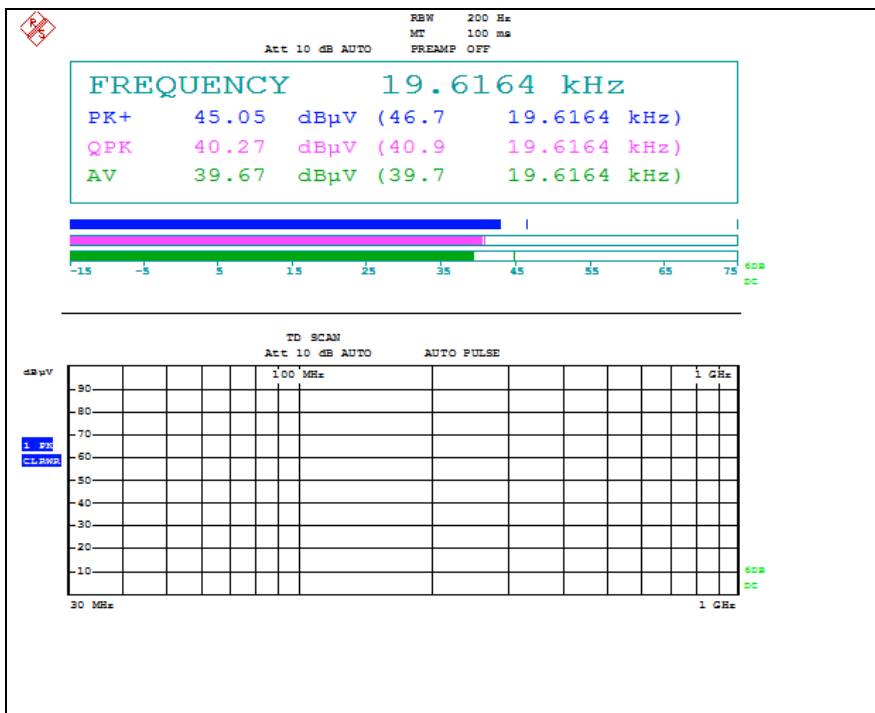 R S
RBW 200 Hz
MT 100 ms
Att 10 dB AUTO PREAMP OFF
FREQUENCY 19.6164 kHz
PK+ 45.05 dBµV (46.7 19.6164 kHz)
QPK 40.27 dBµV (40.9 19.6164 kHz)
AV 39.67 dBµV (39.7 19.6164 kHz)
-15 -5 5 15 25 35 45 55 65 75
6DB
DC
TD SCAN
Att 10 dB AUTO AUTO PULSE
dBµV
100 MHz 1 GHz
90
80
70
1 PK
CLRWR
60
50
40
30
20
10
6DB
DC
30 MHz 1 GHz